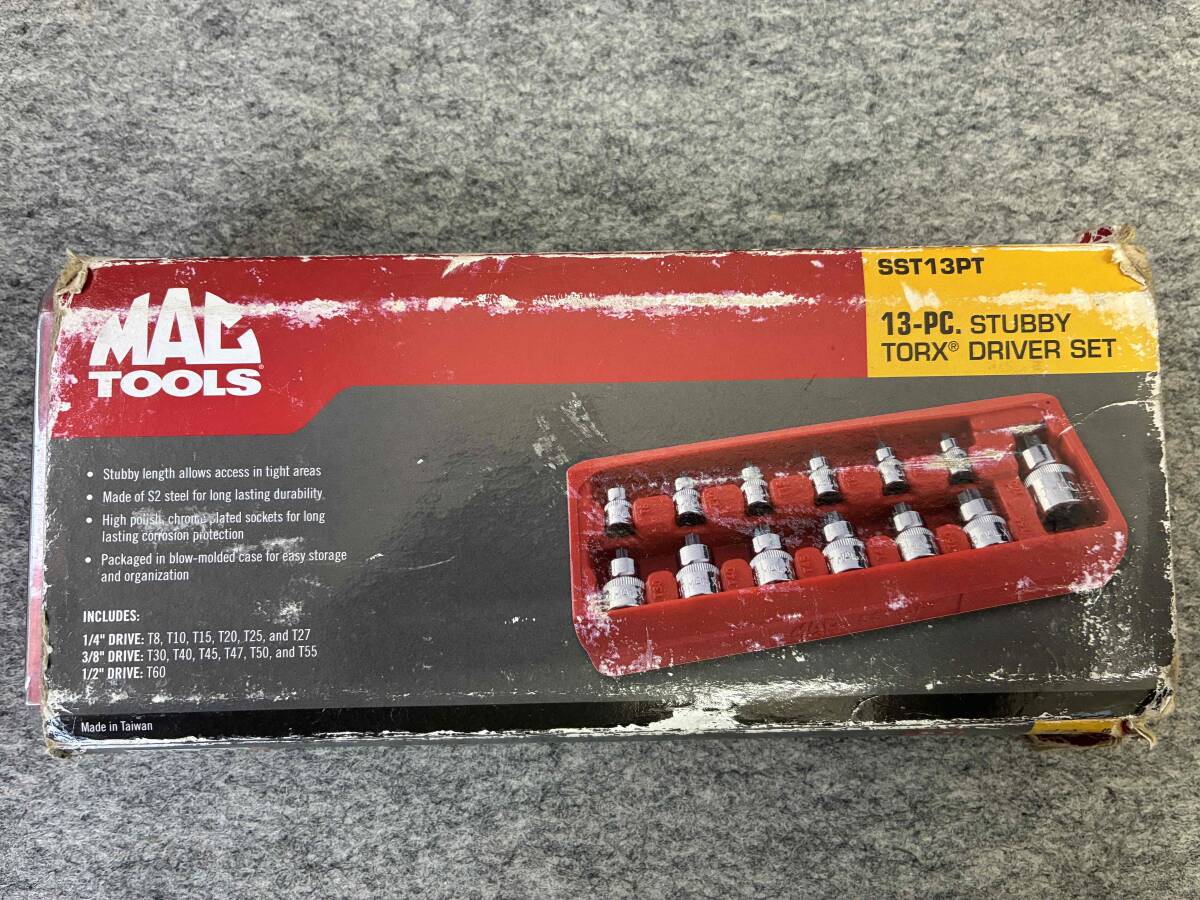 MAC
TOOLS
SST13PT
13-PC. STUBBY
TORX® DRIVER SET
• Stubby length allows access in tight areas
• Made of S2 steel for long lasting durability
• High polish, chrome plated sockets for long
lasting corrosion protection
• Packaged in blow-molded case for easy storage
and organization
INCLUDES:
1/4" DRIVE: T8, T10, T15, T20, T25, and T27
3/8" DRIVE: T30, T40, T45, T47, T50, and T55
1/2" DRIVE: T60
Made in Taiwan